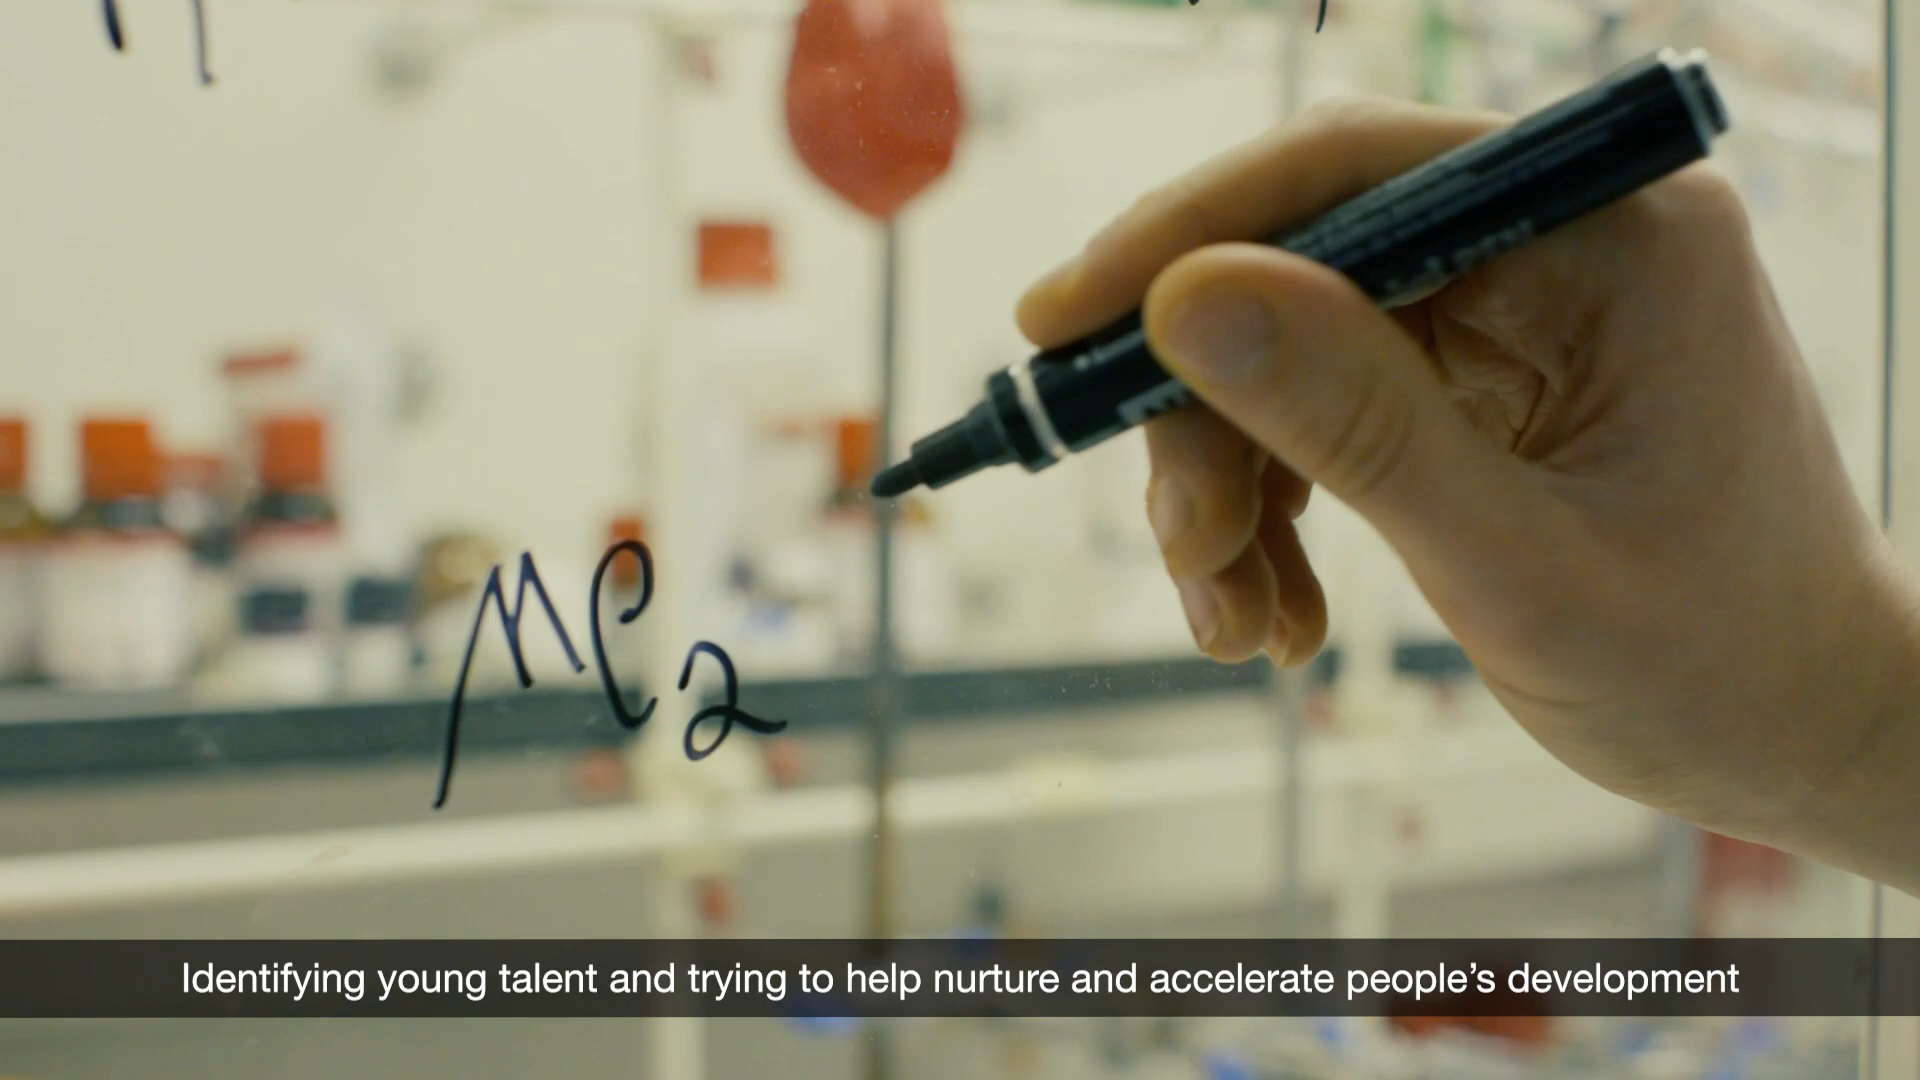 MC2
Identifying young talent and trying to help nurture and accelerate people’s development